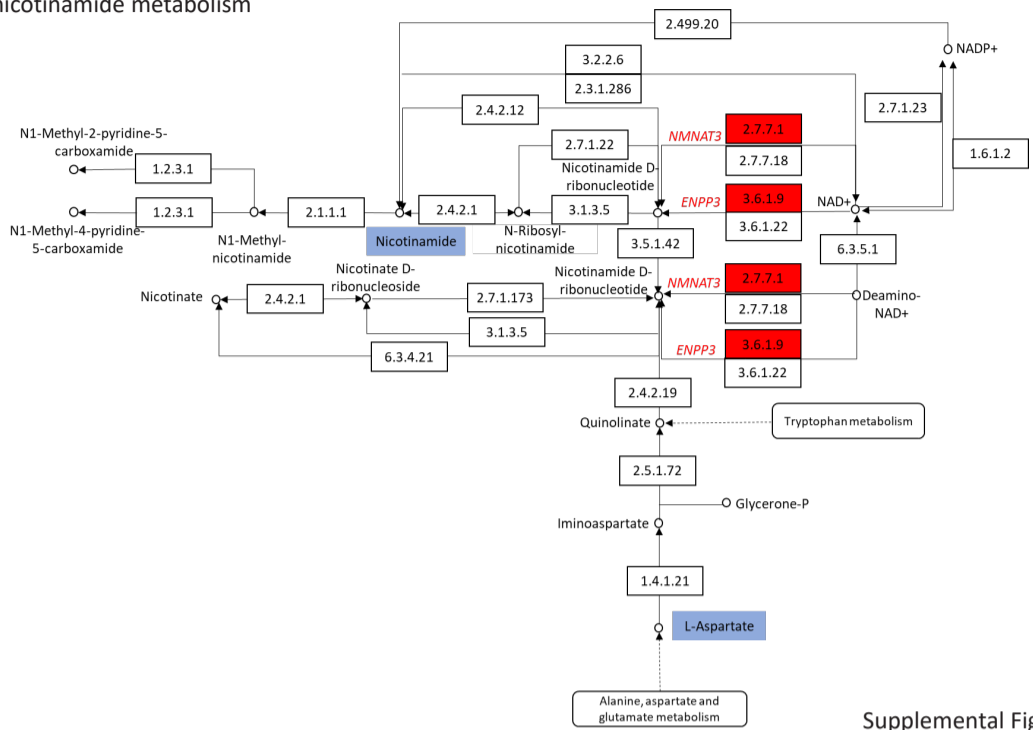 nicotinamide metabolism
2.499.20
NADP+
3.2.2.6
2.3.1.286
2.7.1.23
2.4.2.12
1.6.1.2
N1-Methyl-2-pyridine-5-
carboxamide
1.2.3.1
2.7.1.22
NMNAT3
2.7.7.1
2.7.7.18
Nicotinamide D-
ribonucleotide
N1-Methyl-4-pyridine-
5-carboxamide
1.2.3.1
N1-Methyl-
nicotinamide
2.1.1.1
Nicotinamide
2.4.2.1
N-Ribosyl-
nicotinamide
3.1.3.5
ENPP3
3.6.1.9
3.6.1.22
NAD+
3.5.1.42
6.3.5.1
Nicotinate
2.4.2.1
Nicotinate D-
ribonucleoside
2.7.1.173
Nicotinamide D-
ribonucleotide
NMNAT3
2.7.7.1
2.7.7.18
Deamino-
NAD+
3.1.3.5
6.3.4.21
ENPP3
3.6.1.9
3.6.1.22
2.4.2.19
Quinolinate
Tryptophan metabolism
2.5.1.72
Glycerone-P
Iminoaspartate
1.4.1.21
L-Aspartate
Alanine, aspartate and
glutamate metabolism
Supplemental Fig